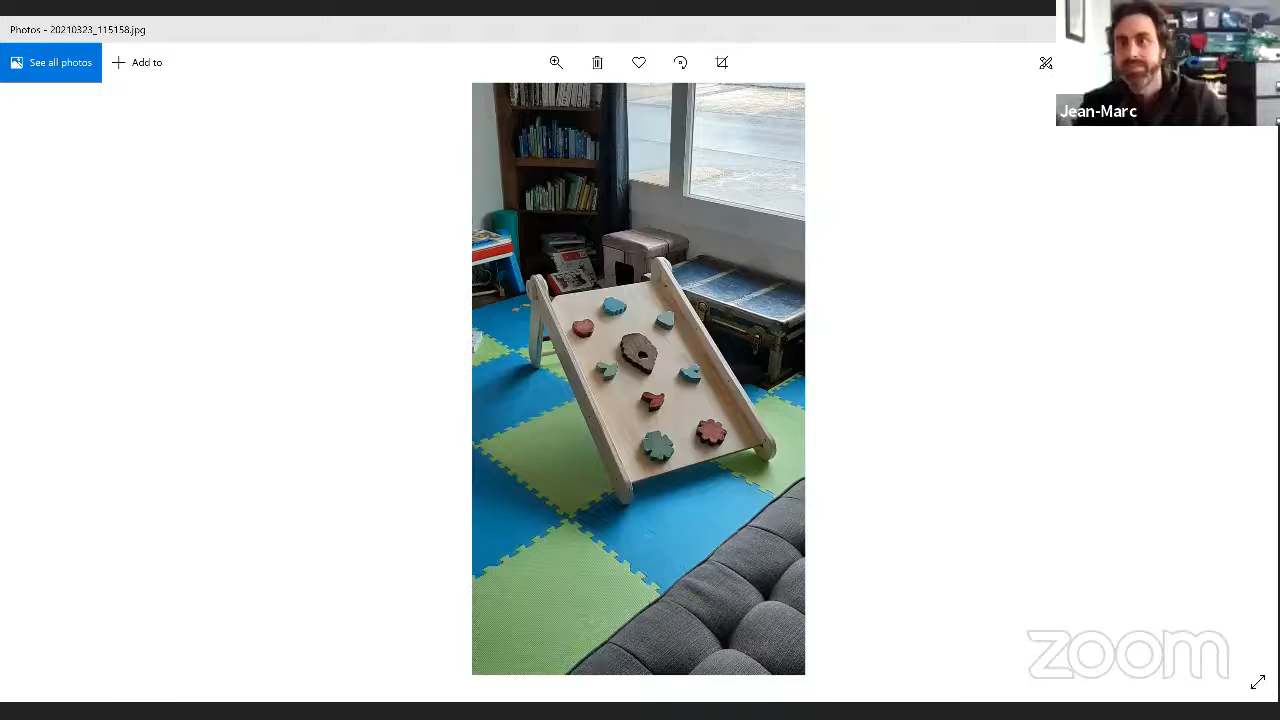 Photos - 20210323_115158.jpg
See all photos
Add to
Jean-Marc
zoom